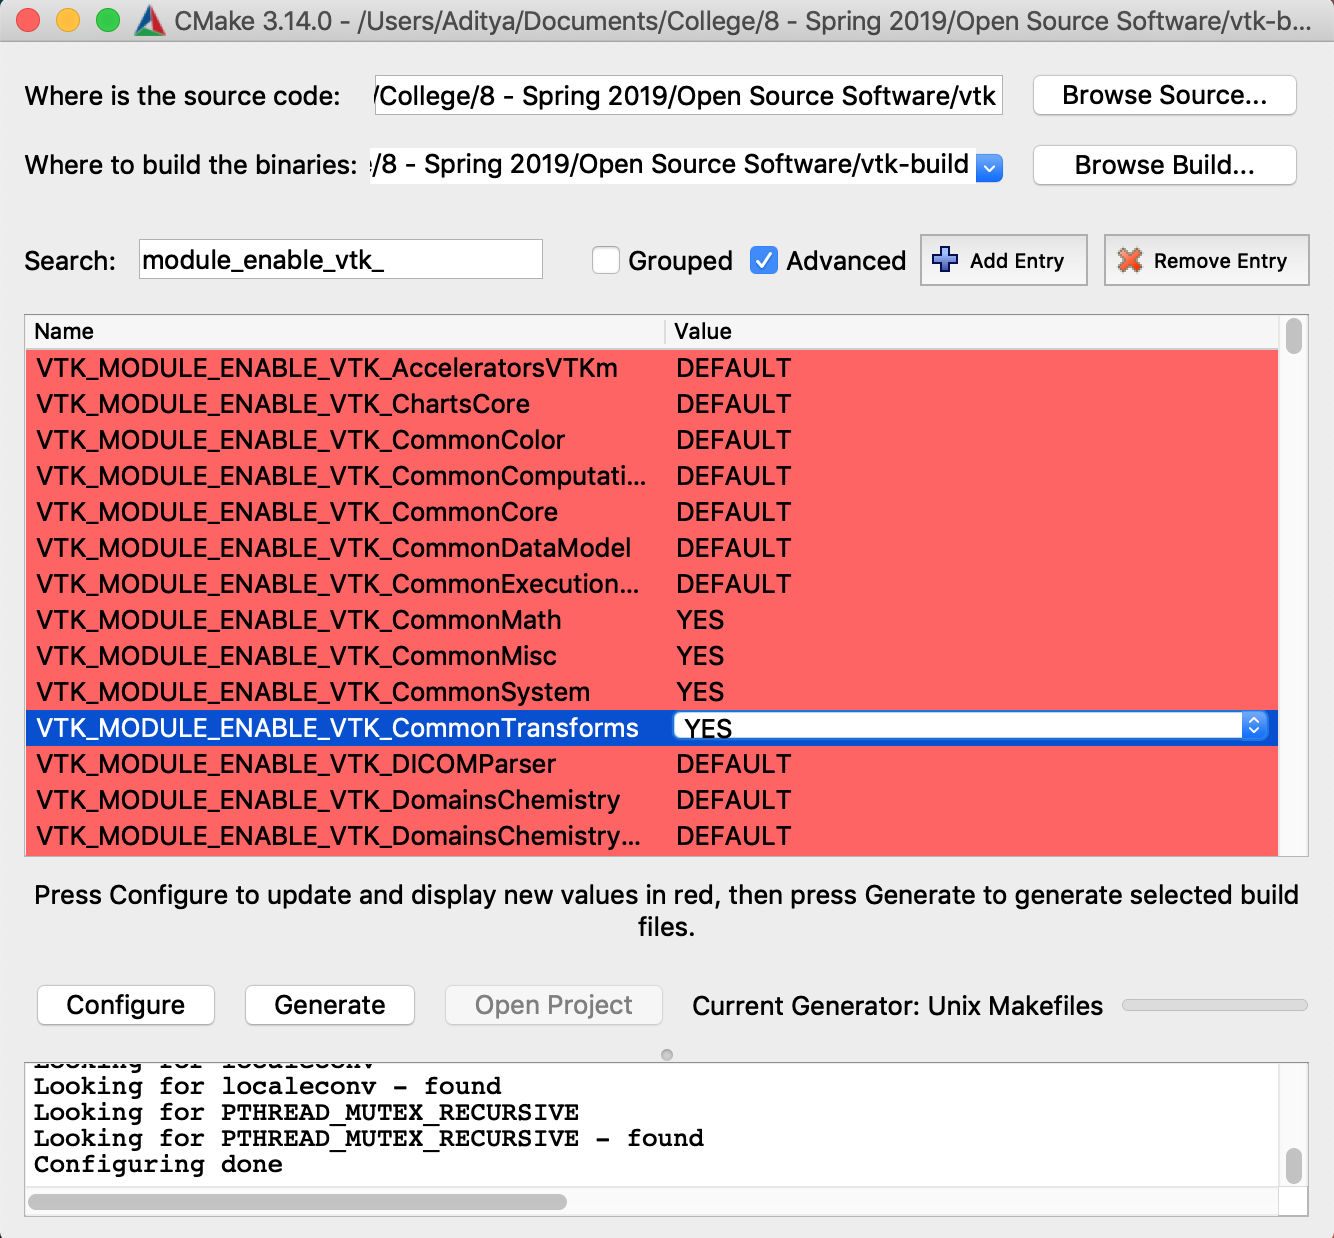 CMake 3.14.0 - /Users/Aditya/Documents/College/8 - Spring 2019/Open Source Software/vtk-b...
Where is the source code: /College/8 - Spring 2019/Open Source Software/vtk Browse Source...
Where to build the binaries: e/8 - Spring 2019/Open Source Software/vtk-build Browse Build...
Search: module_enable_vtk_ Grouped Advanced Add Entry Remove Entry
Name Value
VTK_MODULE_ENABLE_VTK_AcceleratorsVTKm DEFAULT
VTK_MODULE_ENABLE_VTK_ChartsCore DEFAULT
VTK_MODULE_ENABLE_VTK_CommonColor DEFAULT
VTK_MODULE_ENABLE_VTK_CommonComputati... DEFAULT
VTK_MODULE_ENABLE_VTK_CommonCore DEFAULT
VTK_MODULE_ENABLE_VTK_CommonDataModel DEFAULT
VTK_MODULE_ENABLE_VTK_CommonExecution... DEFAULT
VTK_MODULE_ENABLE_VTK_CommonMath YES
VTK_MODULE_ENABLE_VTK_CommonMisc YES
VTK_MODULE_ENABLE_VTK_CommonSystem YES
VTK_MODULE_ENABLE_VTK_CommonTransforms YES
VTK_MODULE_ENABLE_VTK_DICOMParser DEFAULT
VTK_MODULE_ENABLE_VTK_DomainsChemistry DEFAULT
VTK_MODULE_ENABLE_VTK_DomainsChemistry... DEFAULT
Press Configure to update and display new values in red, then press Generate to generate selected build
files.
Configure Generate Open Project Current Generator: Unix Makefiles
Looking for localeconv
Looking for localeconv - found
Looking for PTHREAD_MUTEX_RECURSIVE
Looking for PTHREAD_MUTEX_RECURSIVE - found
Configuring done